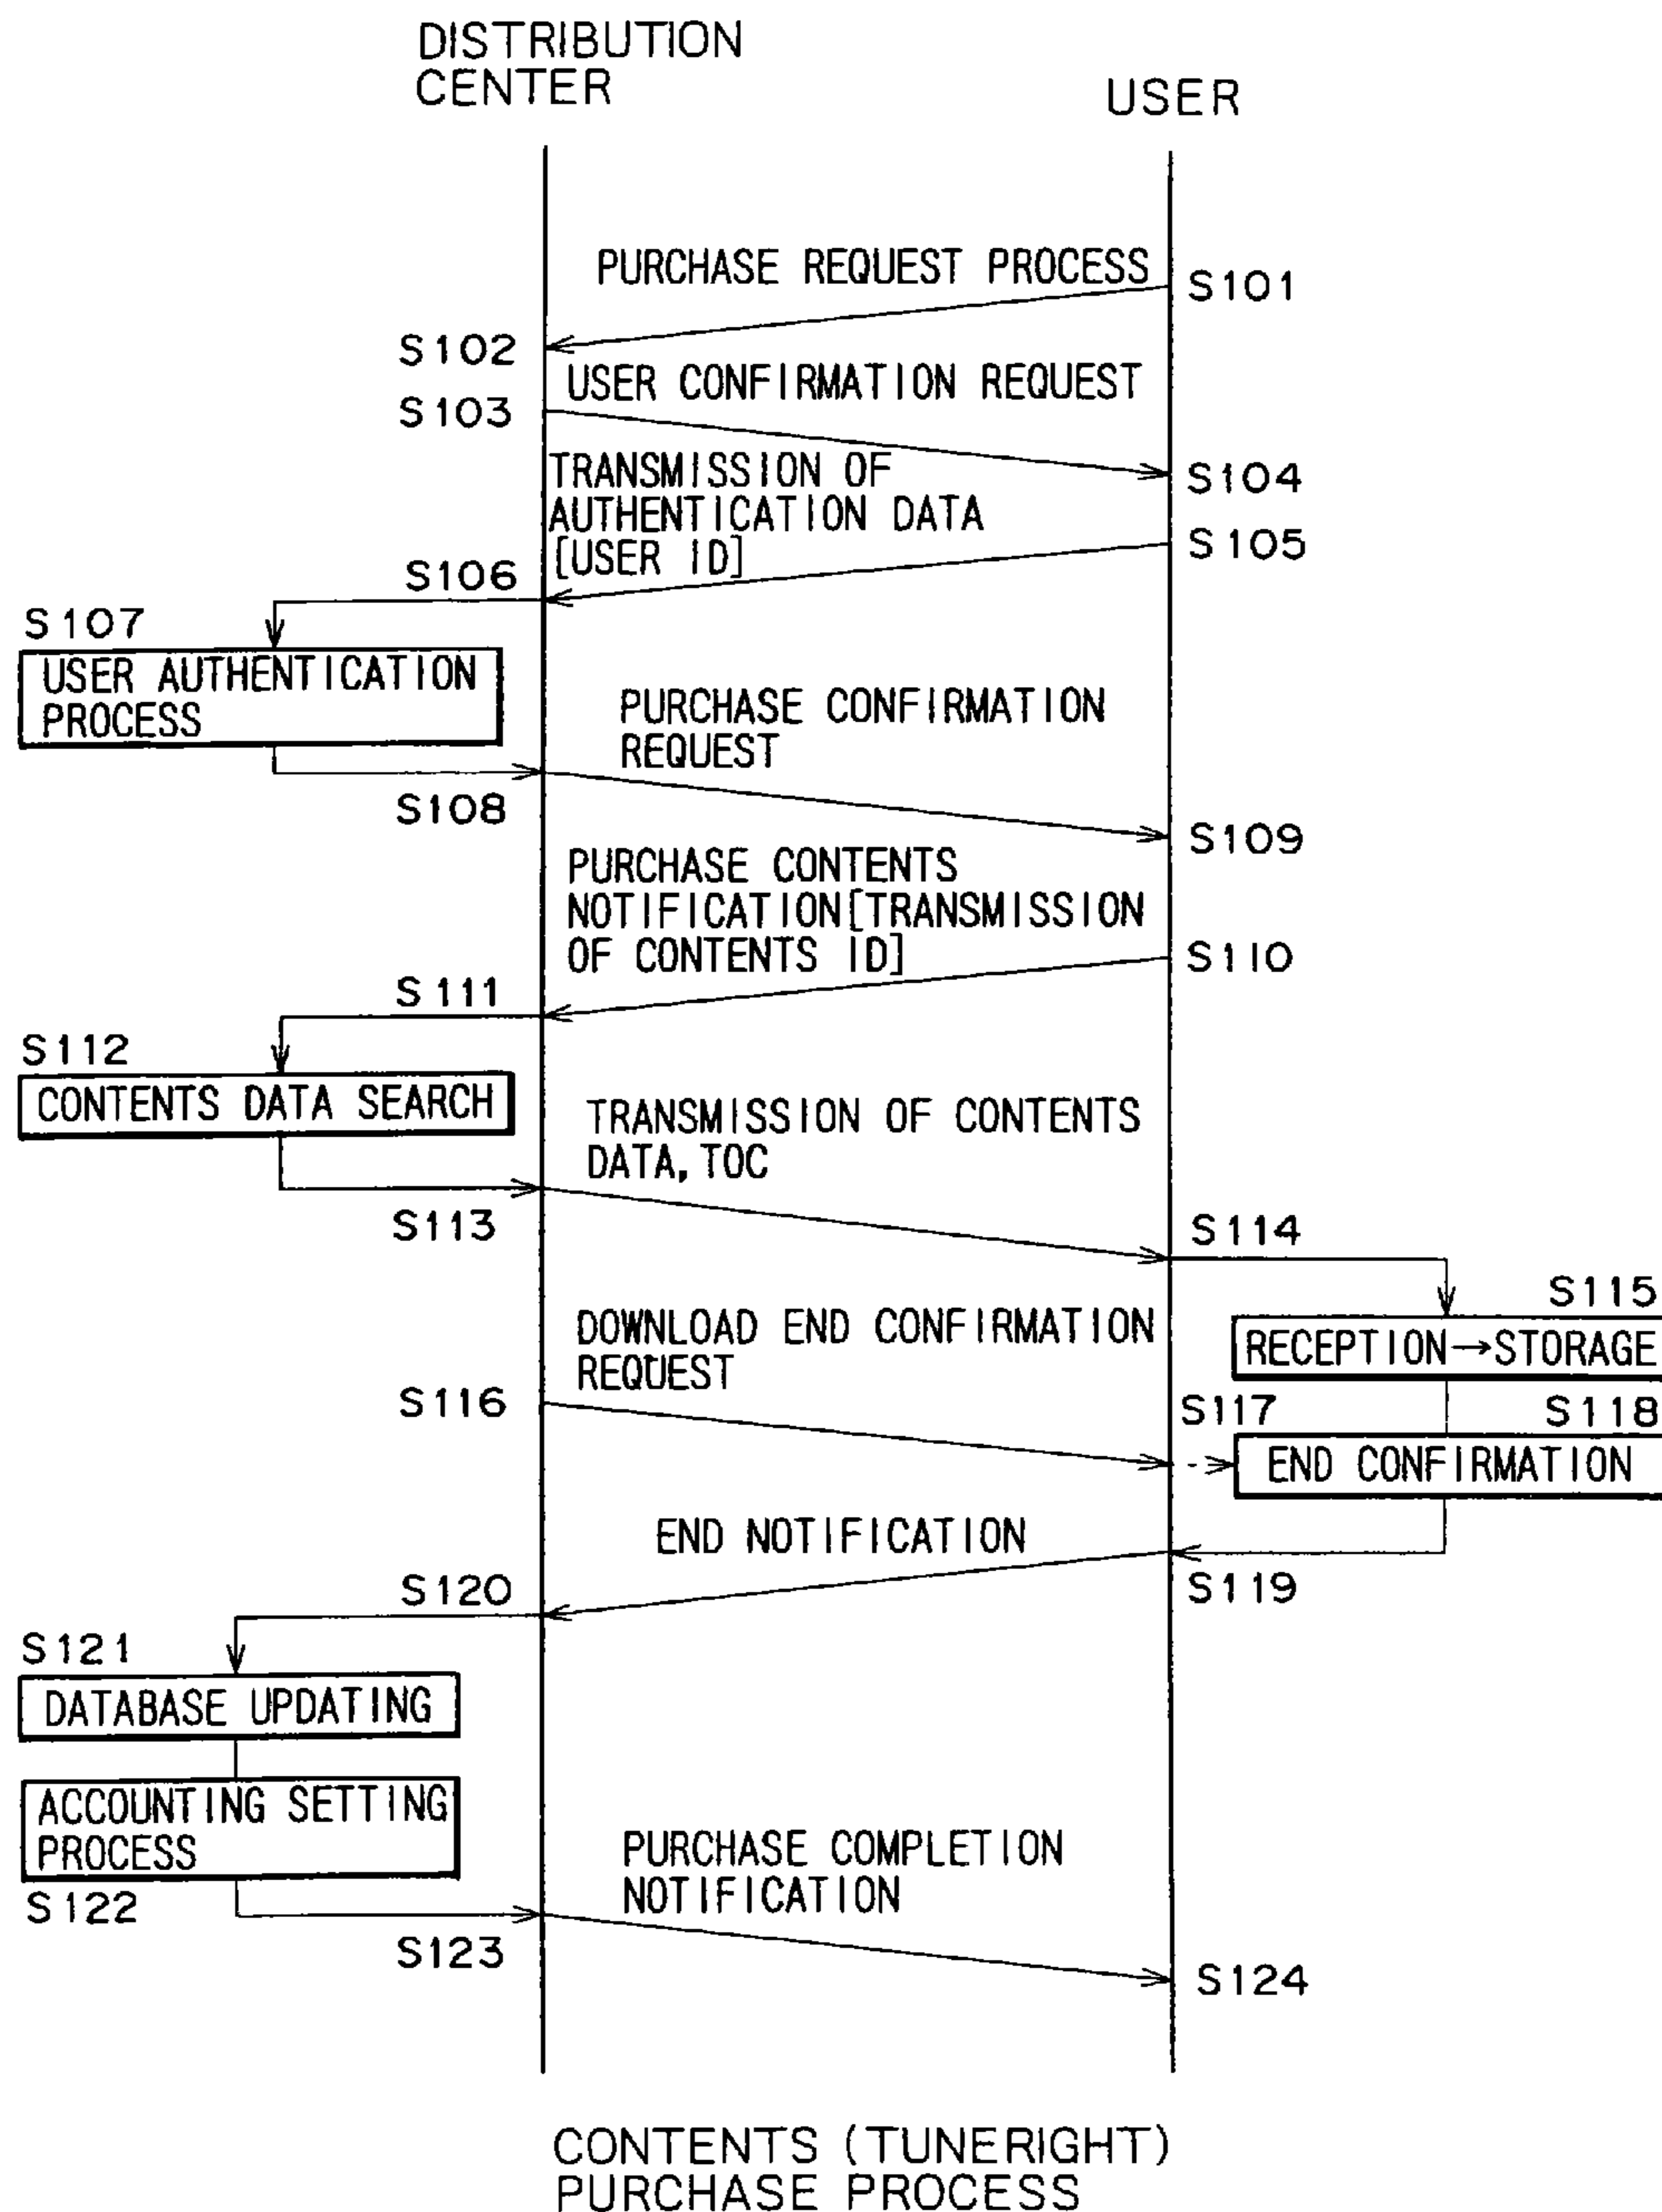 DISTRIBUTION
CENTER
USER
PURCHASE REQUEST PROCESS
S101
S102
USER CONFIRMATION REQUEST
S103
TRANSMISSION OF
AUTHENTICATION DATA
[USER ID]
S104
S105
S106
S107
USER AUTHENTICATION
PROCESS
PURCHASE CONFIRMATION
REQUEST
S108
S109
PURCHASE CONTENTS
NOTIFICATION[TRANSMISSION
OF CONTENTS ID]
S110
S111
S112
CONTENTS DATA SEARCH
TRANSMISSION OF CONTENTS
DATA, TOC
S113
S114
S115
RECEPTION→STORAGE
DOWNLOAD END CONFIRMATION
REQUEST
S116
S117
S118
END CONFIRMATION
END NOTIFICATION
S119
S120
S121
DATABASE UPDATING
ACCOUNTING SETTING
PROCESS
S122
PURCHASE COMPLETION
NOTIFICATION
S123
S124
CONTENTS (TUNERIGHT)
PURCHASE PROCESS